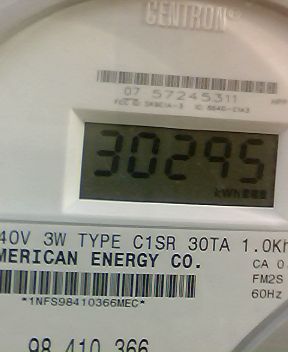 CENTRON®
07 57245311
30295
kWh
40V 3W TYPE C1SR 30TA 1.0Kh
MERICAN ENERGY CO.
CA 0.
FM2S
60Hz
*1NFS98410366MEC*
98 410 366